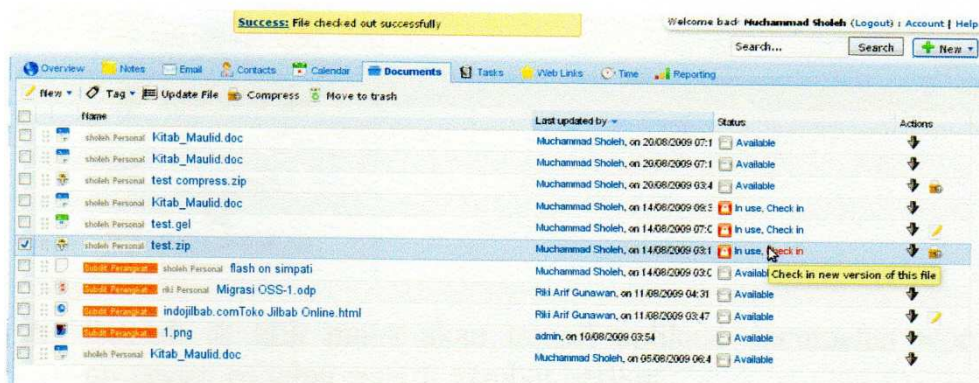 Success: File checked out successfully
Welcome back Muchammad Sholeh (Logout) : Account | Help
Search... Search New
Overview Notes Email Contacts Calendar Documents Tasks Web Links Time Reporting
New Tag Update File Compress Move to trash
Name Last updated by Status Actions
sholeh Personal Kitab_Maulid.doc Muchammad Sholeh, on 20/08/2009 07:1 Available
sholeh Personal Kitab_Maulid.doc Muchammad Sholeh, on 20/08/2009 07:1 Available
sholeh Personal test compress.zip Muchammad Sholeh, on 20/08/2009 03:4 Available
sholeh Personal Kitab_Maulid.doc Muchammad Sholeh, on 14/08/2009 09:3 In use, Check in
sholeh Personal test.gel Muchammad Sholeh, on 14/08/2009 07:0 In use, Check in
sholeh Personal test.zip Muchammad Sholeh, on 14/08/2009 03:1 In use, Check in
Subdit Perangkat... sholeh Personal flash on simpati Muchammad Sholeh, on 14/08/2009 03:0 Availabl
Check in new version of this file
Subdit Perangkat... riki Personal Migrasi OSS-1.odp Riki Arif Gunawan, on 11/08/2009 04:31 Available
Subdit Perangkat... indojilbab.comToko Jilbab Online.html Riki Arif Gunawan, on 11/08/2009 03:47 Available
Subdit Perangkat... 1.png admin, on 10/08/2009 03:54 Available
sholeh Personal Kitab_Maulid.doc Muchammad Sholeh, on 05/08/2009 06:4 Available